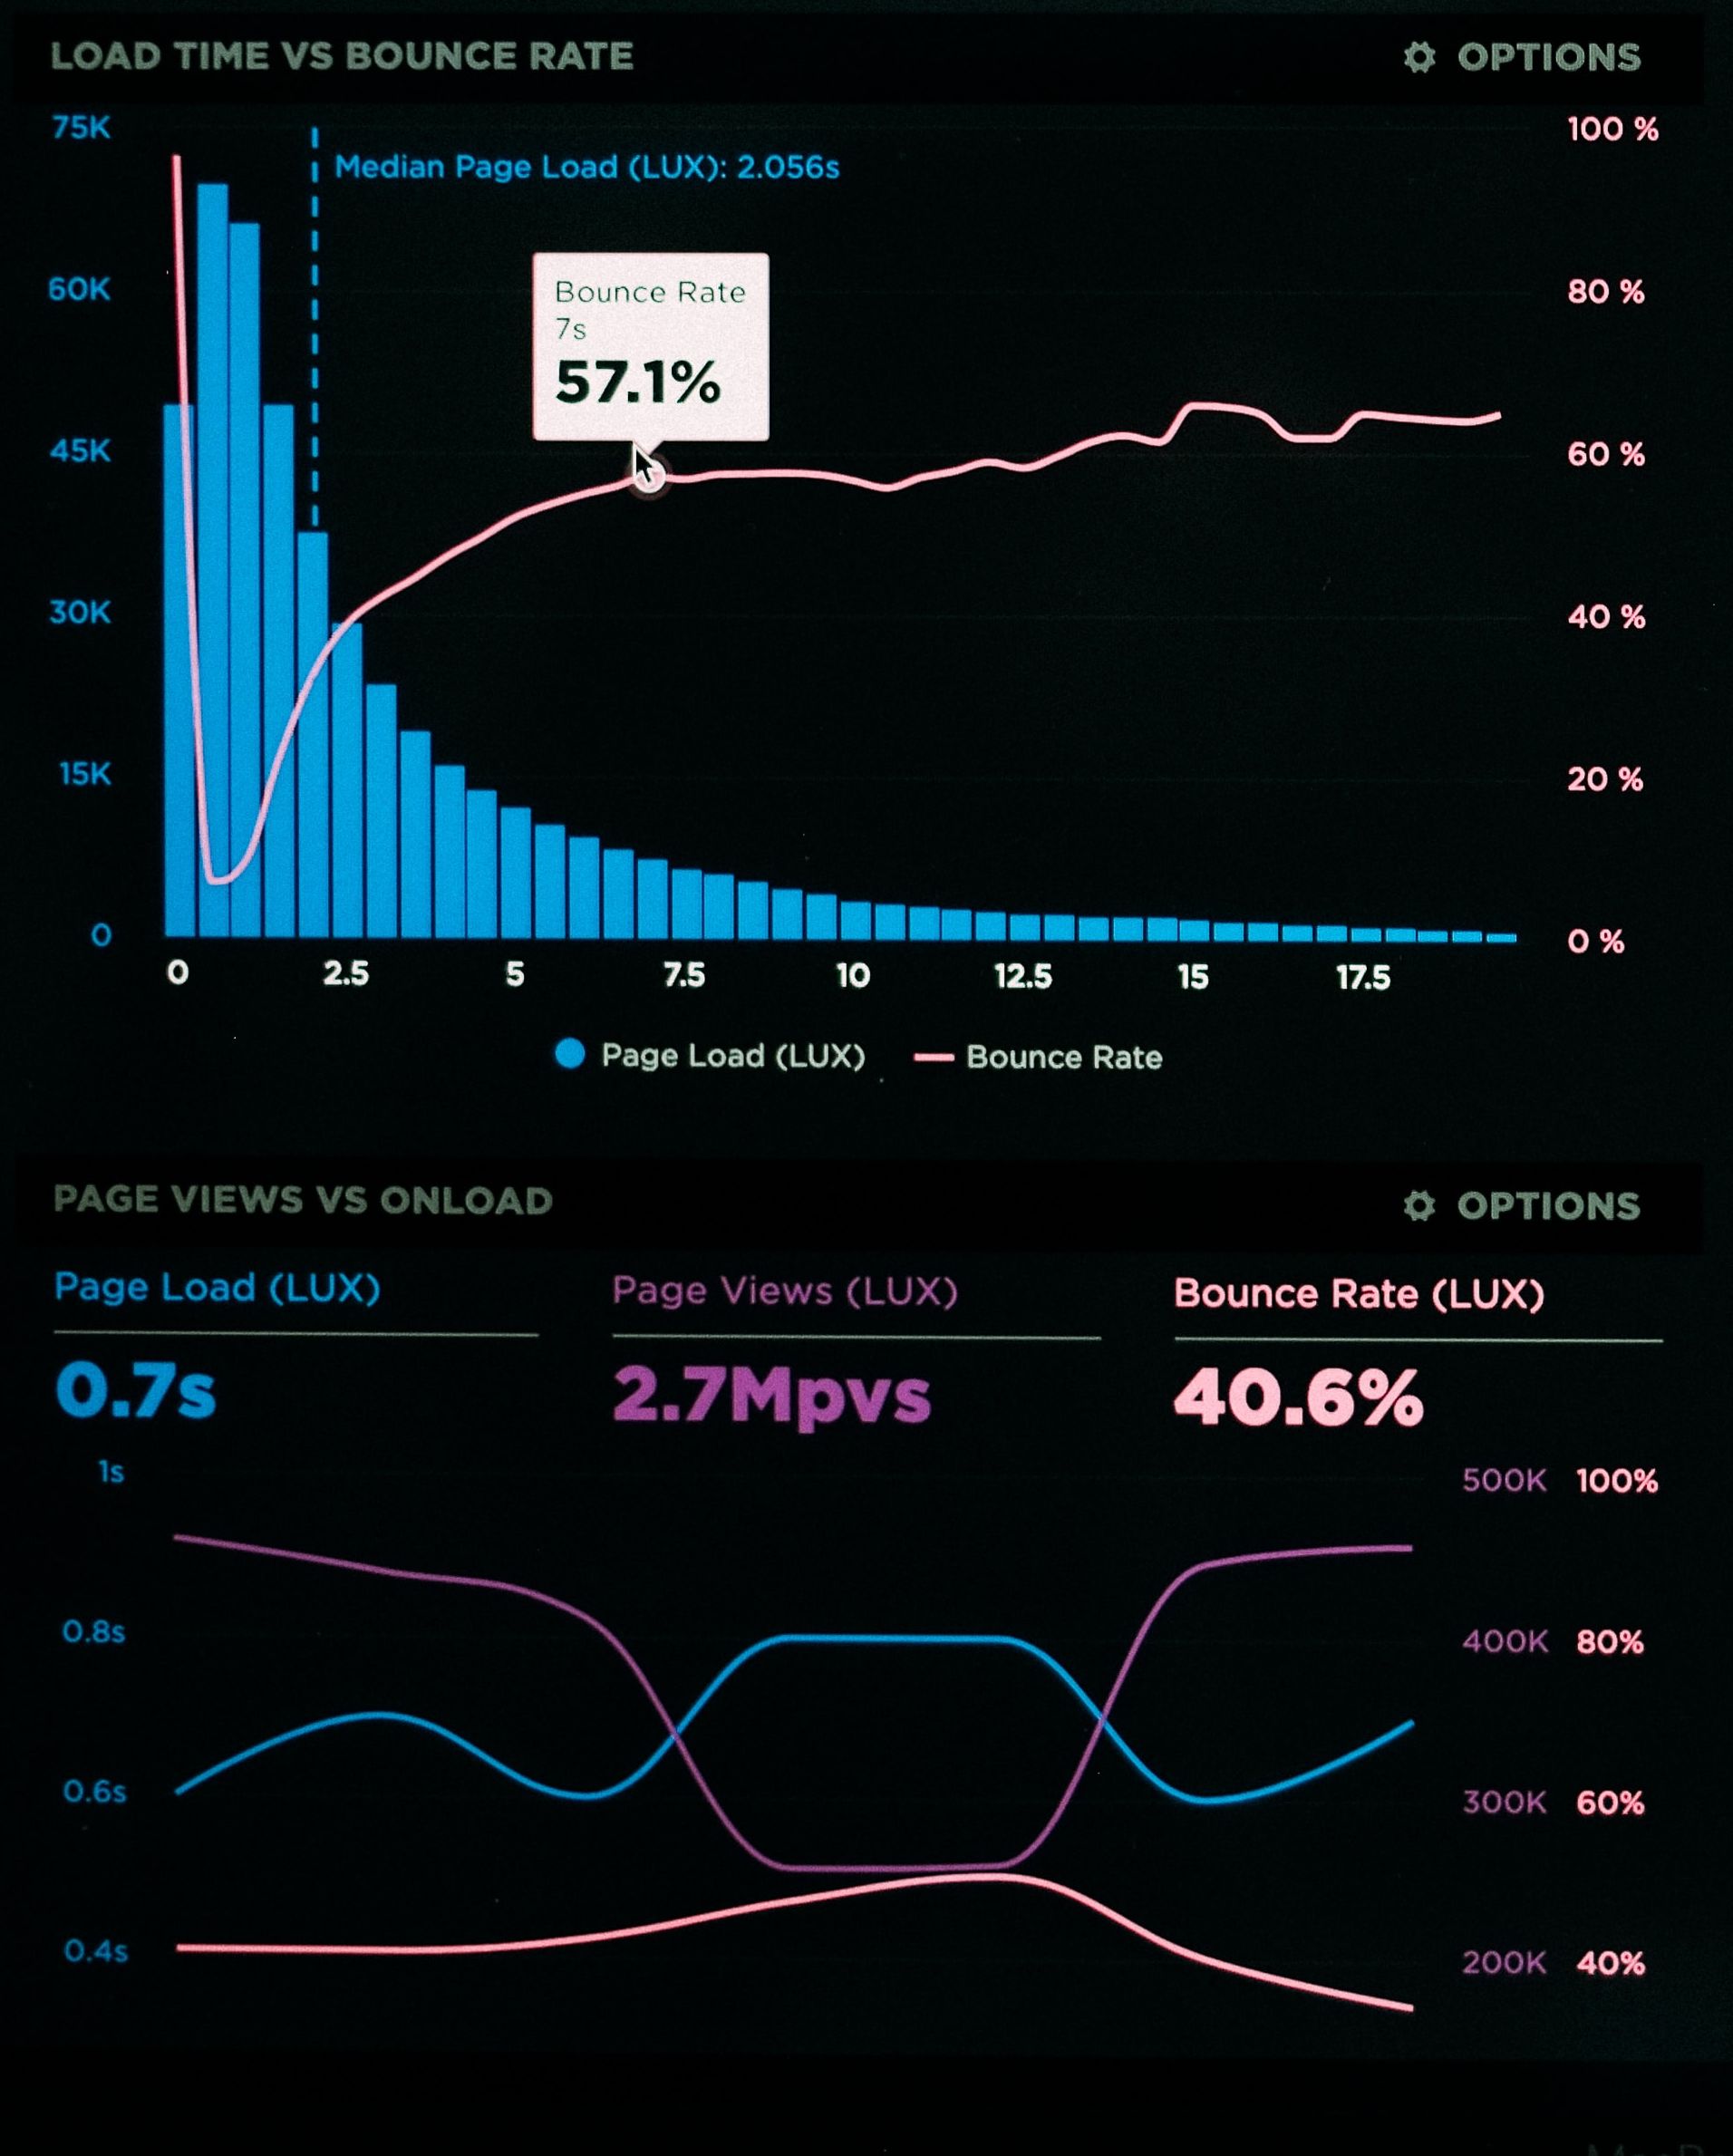 LOAD TIME VS BOUNCE RATE
OPTIONS
75K
100 %
Median Page Load (LUX): 2.056s
60K
80 %
Bounce Rate
7s
57.1%
45K
60 %
30K
40 %
15K
20 %
0
0 %
0 2.5 5 7.5 10 12.5 15 17.5
Page Load (LUX) Bounce Rate
PAGE VIEWS VS ONLOAD
OPTIONS
Page Load (LUX)
0.7s
Page Views (LUX)
2.7Mpvs
Bounce Rate (LUX)
40.6%
1s
500K 100%
0.8s
400K 80%
0.6s
300K 60%
0.4s
200K 40%